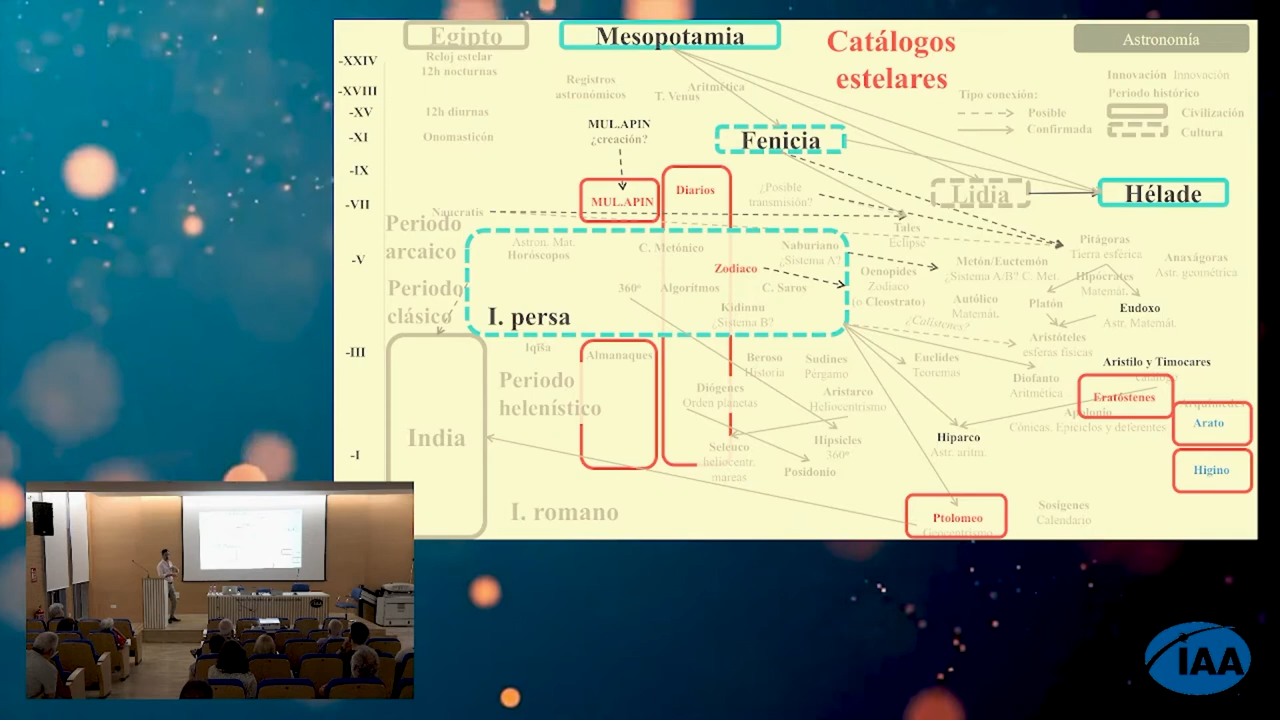 Egipto
Mesopotamia
Catálogos
estelares
Astronomía
-XXIV
Reloj estelar
12h nocturnas
-XVIII
Registros
astronómicos
T. Venus
Aritmética
Innovación Innovación
Tipo conexión:
Periodo histórico
-XV
12h diurnas
Posible
Civilización
Confirmada
Cultura
-XI
Onomasticón
MUL.APIN
¿creación?
Fenicia
-IX
MUL.APIN
Diarios
¿Posible
transmisión?
Lidia
Hélade
-VII
Naucratis
Periodo
arcaico
Tales
Eclipse
Astron. Mat.
Horóscopos
C. Metónico
Naburiano
¿Sistema A?
Pitágoras
Tierra esférica
-V
Zodiaco
Oenopides
Zodiaco
(o Cleostrato)
Metón/Euctemón
¿Sistema A/B? C. Met.
Hipócrates
Matemát.
Anaxágoras
Astr. geométrica
Periodo
clásico
360º
Algoritmos
C. Saros
Autólico
Matemát.
Platón
Eudoxo
Astr. Matemát.
I. persa
Kidinnu
¿Sistema B?
¿Calístenes?
Aristóteles
esferas físicas
-III
Iqīša
Almanaques
Beroso
Historia
Sudines
Pérgamo
Euclides
Teoremas
Aristilo y Timocares
Catálogo
Periodo
helenístico
Diógenes
Orden planetas
Aristarco
Heliocentrismo
Diofanto
Aritmética
Eratóstenes
Arquímedes
Apolonio
Cónicas. Epiciclos y deferentes
Arato
India
Seleuco
heliocentr.
mareas
Hipsicles
360º
Hiparco
Astr. aritm.
-I
Posidonio
Higino
I. romano
Ptolomeo
Geocentrismo
Sosígenes
Calendario
IAA